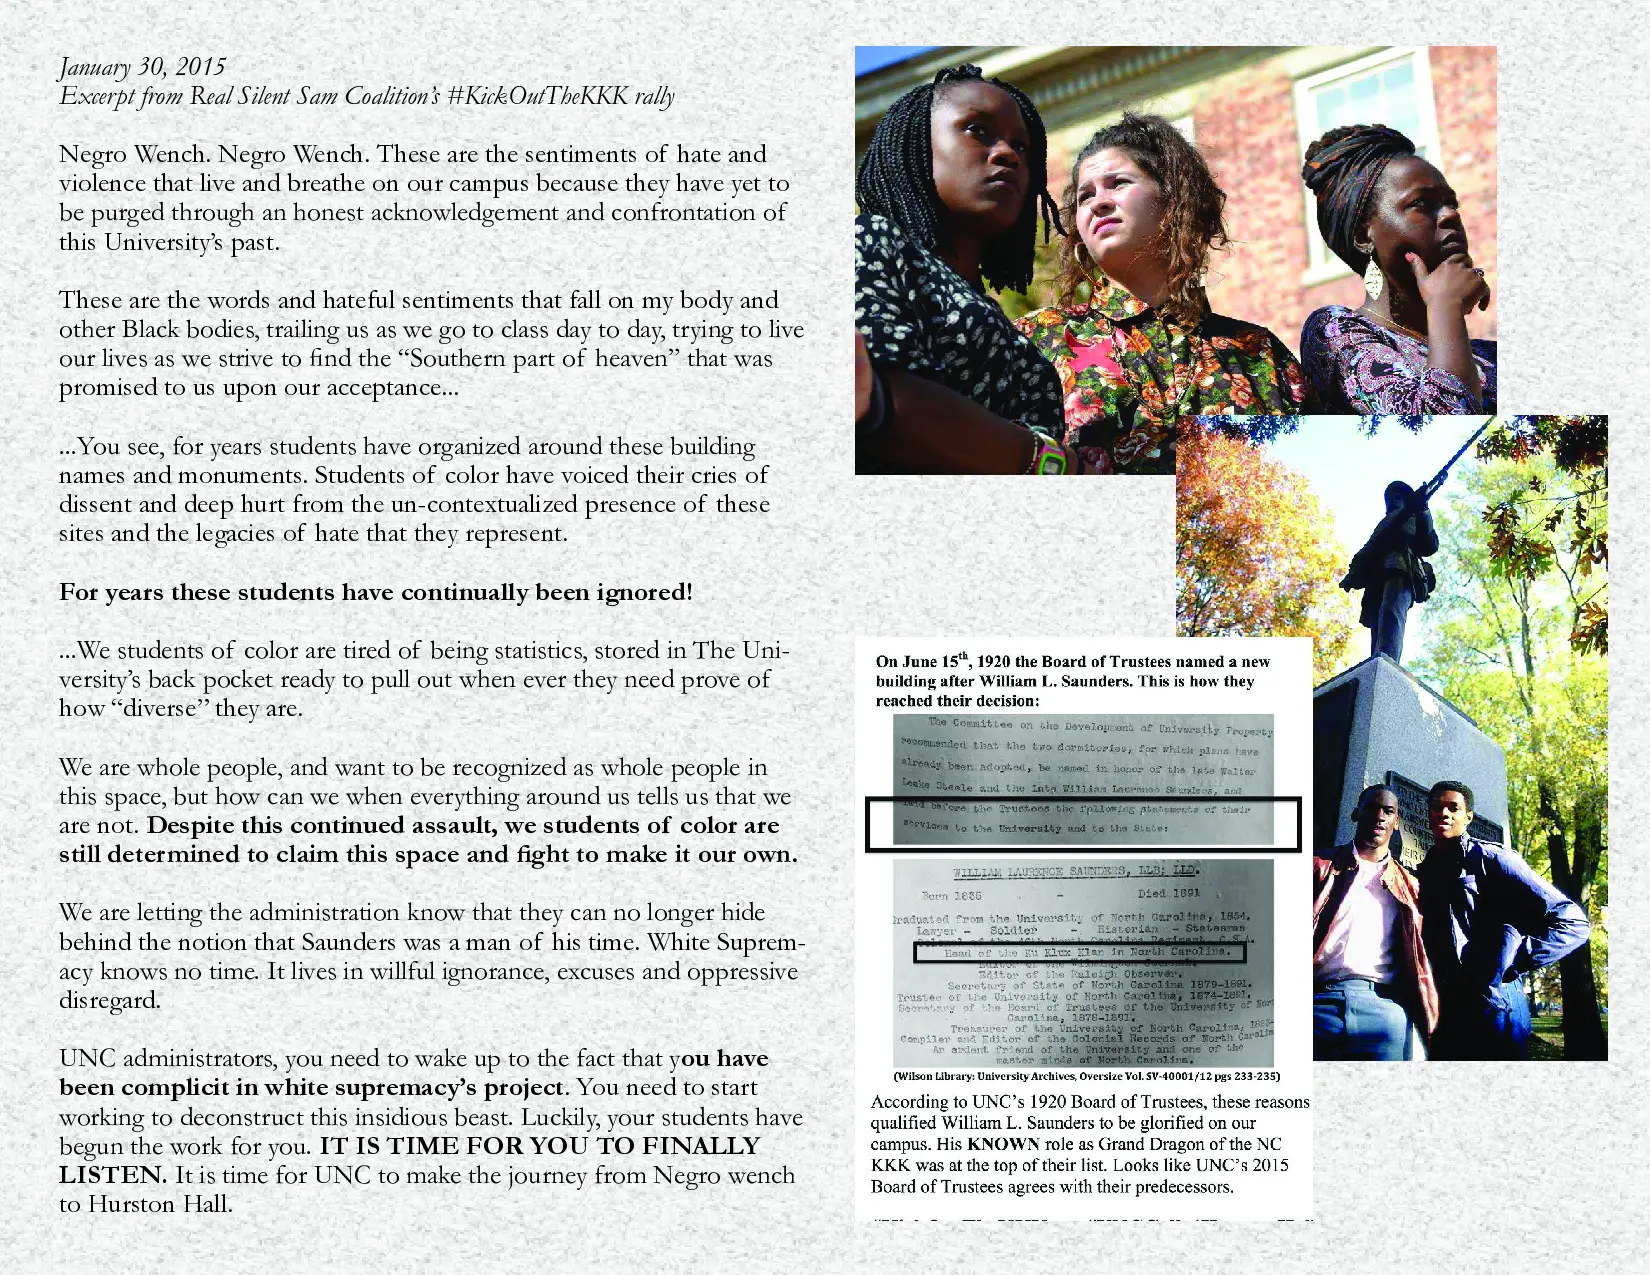 January 30, 2015
Excerpt from Real Silent Sam Coalition's #KickOutTheKKK rally
Negro Wench. Negro Wench. These are the sentiments of hate and
violence that live and breathe on our campus because they have yet to
be purged through an honest acknowledgement and confrontation of
this University's past.
These are the words and hateful sentiments that fall on my body and
other Black bodies, trailing us as we go to class day to day, trying to live
our lives as we strive to find the “Southern part of heaven” that was
promised to us upon our acceptance...
...You see, for years students have organized around these building
names and monuments. Students of color have voiced their cries of
dissent and deep hurt from the un-contextualized presence of these
sites and the legacies of hate that they represent.
For years these students have continually been ignored!
...We students of color are tired of being statistics, stored in The Uni-
versity's back pocket ready to pull out when ever they need prove of
how “diverse” they are.
We are whole people, and want to be recognized as whole people in
this space, but how can we when everything around us tells us that we
are not. Despite this continued assault, we students of color are
still determined to claim this space and fight to make it our own.
We are letting the administration know that they can no longer hide
behind the notion that Saunders was a man of his time. White Suprem-
acy knows no time. It lives in willful ignorance, excuses and oppressive
disregard.
UNC administrators, you need to wake up to the fact that you have
been complicit in white supremacy's project. You need to start
working to deconstruct this insidious beast. Luckily, your students have
begun the work for you. IT IS TIME FOR YOU TO FINALLY
LISTEN. It is time for UNC to make the journey from Negro wench
to Hurston Hall.
On June 15th, 1920 the Board of Trustees named a new
building after William L. Saunders. This is how they
reached their decision:
The Committee on the Development of University Property
recommended that the two dormitories, for which plans have
already been adopted, be named in honor of the late Walter
Leake Steele and the late William Laurence Saunders, and
laid before the Trustees the following statements of their
services to the University and to the State:
WILLIAM LAURENCE SAUNDERS, LLB; LLD.
Born 1835 - Died 1891
Graduated from the University of North Carolina, 1854.
Lawyer - Soldier - Historian - Statesman
Colonel of the 46th North Carolina Regiment, C.S.A.
Head of the Ku Klux Klan in North Carolina.
Editor of the Wilmington Journal.
Editor of the Raleigh Observer.
Secretary of State of North Carolina 1879-1891.
Trustee of the University of North Carolina, 1874-1891.
Secretary of the Board of Trustees of the University of North
Carolina, 1878-1891.
Treasurer of the University of North Carolina,
Compiler and Editor of the Colonial Records of North Carolina
An ardent friend of the University and one of the
master minds of North Carolina.
(Wilson Library: University Archives, Oversize Vol. SV-40001/12 pgs 233-235)
According to UNC's 1920 Board of Trustees, these reasons
qualified William L. Saunders to be glorified on our
campus. His KNOWN role as Grand Dragon of the NC
KKK was at the top of their list. Looks like UNC's 2015
Board of Trustees agrees with their predecessors.